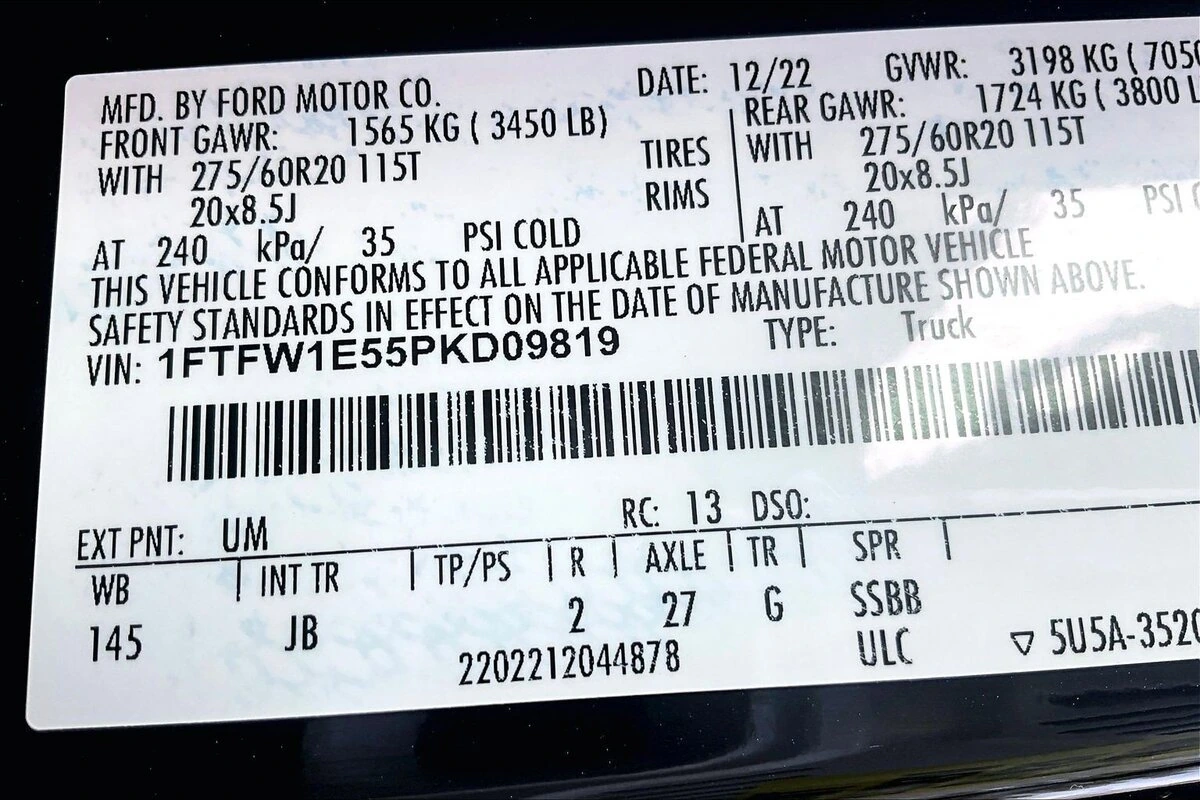 MFD. BY FORD MOTOR CO. DATE: 12/22 GVWR: 3198 KG ( 7050
FRONT GAWR: 1565 KG ( 3450 LB) REAR GAWR: 1724 KG ( 3800 L
WITH 275/60R20 115T TIRES WITH 275/60R20 115T
20x8.5J RIMS 20x8.5J
AT 240 kPa/ 35 PSI COLD AT 240 kPa/ 35 PSI
THIS VEHICLE CONFORMS TO ALL APPLICABLE FEDERAL MOTOR VEHICLE
SAFETY STANDARDS IN EFFECT ON THE DATE OF MANUFACTURE SHOWN ABOVE.
VIN: 1FTFW1E55PKD09819 TYPE: Truck
EXT PNT: UM RC: 13 DSO:
WB INT TR TP/PS R AXLE TR SPR
145 JB 2 27 G SSBB
2202212044878 ULC ▽ 5U5A-3520